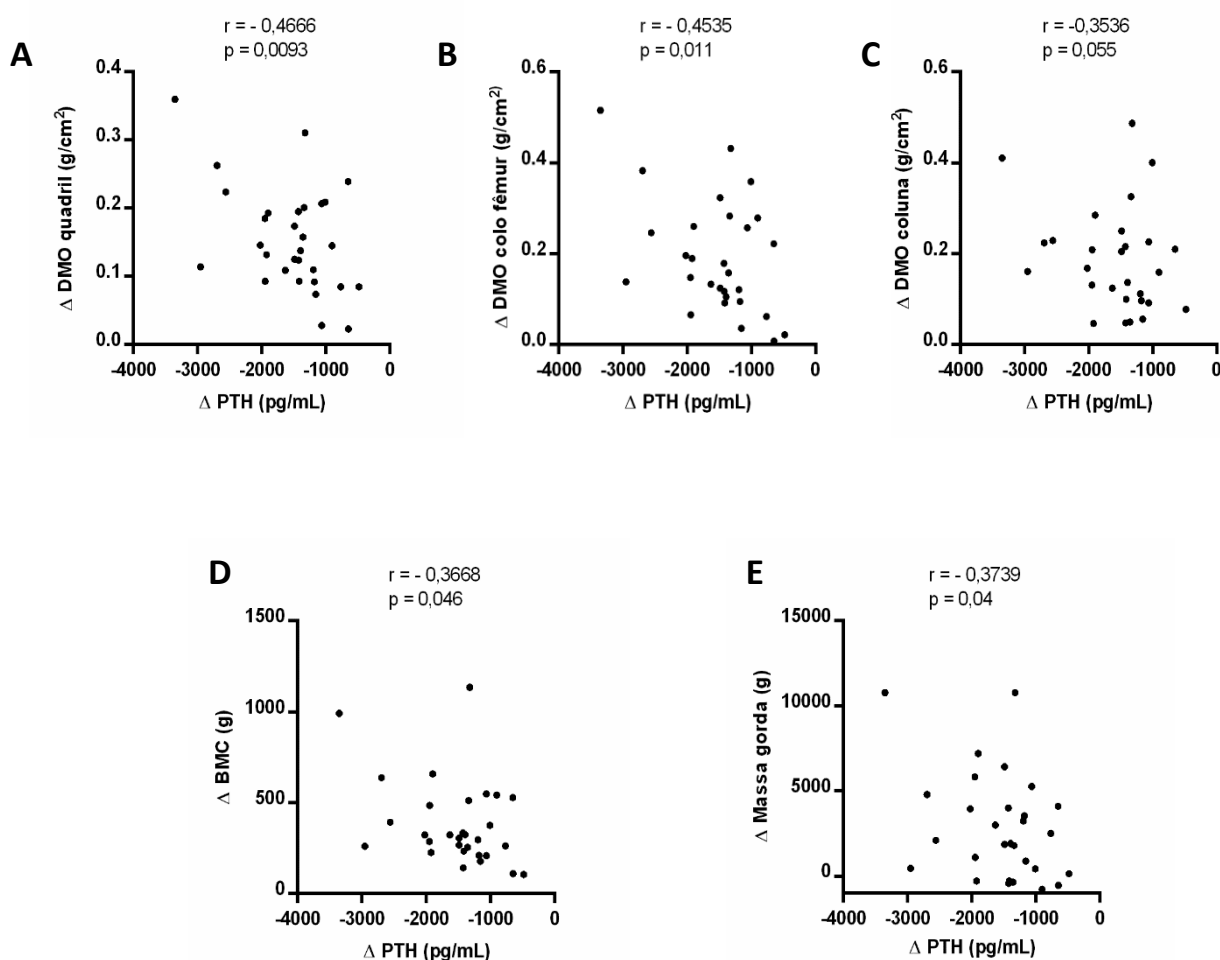 A
r = - 0,4666
p = 0,0093
Δ DMO quadril (g/cm²)
0.4
0.3
0.2
0.1
0.0
-4000 -3000 -2000 -1000 0
Δ PTH (pg/mL)
B
r = - 0,4535
p = 0,011
Δ DMO colo fêmur (g/cm²)
0.6
0.4
0.2
0.0
-4000 -3000 -2000 -1000 0
Δ PTH (pg/mL)
C
r = -0,3536
p = 0,055
Δ DMO coluna (g/cm²)
0.6
0.4
0.2
0.0
-4000 -3000 -2000 -1000 0
Δ PTH (pg/mL)
D
r = - 0,3668
p = 0,046
Δ BMC (g)
1500
1000
500
0
-4000 -3000 -2000 -1000 0
Δ PTH (pg/mL)
E
r = - 0,3739
p = 0,04
Δ Massa gorda (g)
15000
10000
5000
0
-4000 -3000 -2000 -1000 0
Δ PTH (pg/mL)